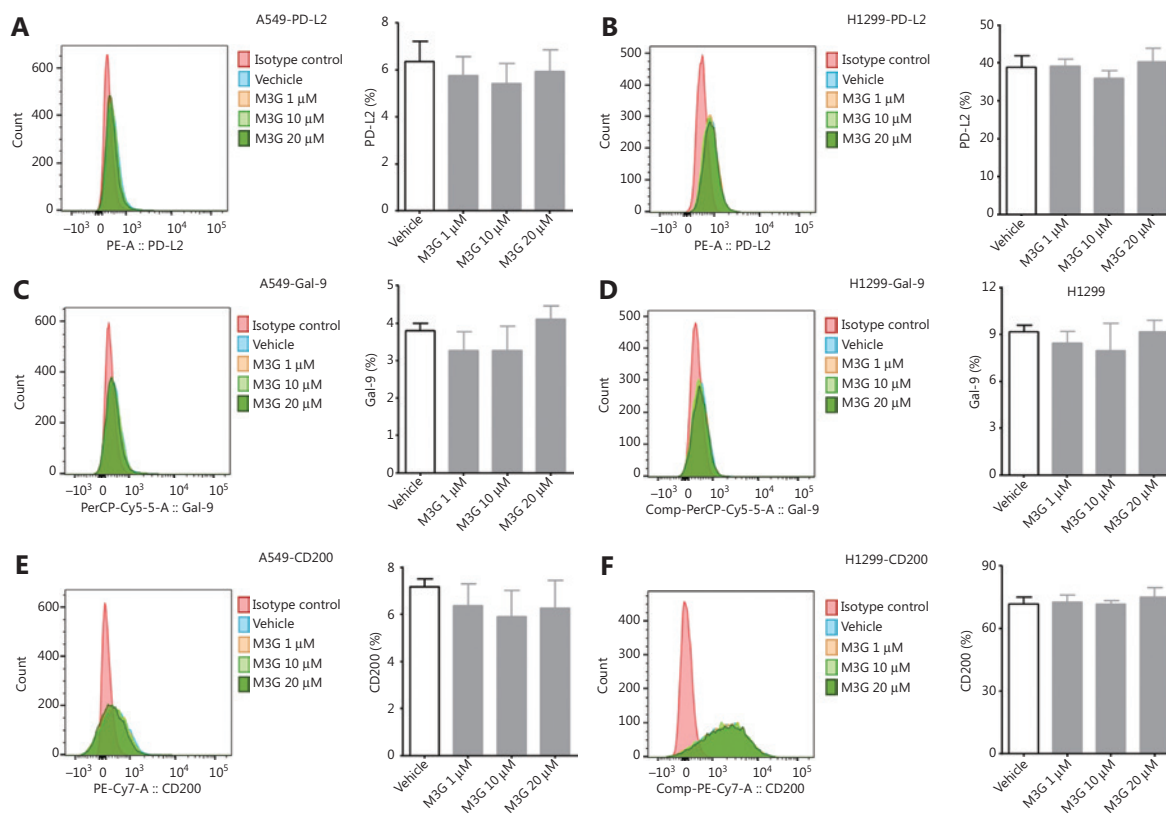 A
A549-PD-L2
600
400
200
0
Count
−10³ 0 10³ 10⁴ 10⁵
PE-A :: PD-L2
Isotype control
Vechicle
M3G 1 μM
M3G 10 μM
M3G 20 μM
8
6
4
2
0
PD-L2 (%)
Vehicle
M3G 1 μM
M3G 10 μM
M3G 20 μM
B
H1299-PD-L2
500
400
300
200
100
0
Count
−10³ 0 10³ 10⁴ 10⁵
PE-A :: PD-L2
Isotype control
Vehicle
M3G 1 μM
M3G 10 μM
M3G 20 μM
50
40
30
20
10
0
PD-L2 (%)
Vehicle
M3G 1 μM
M3G 10 μM
M3G 20 μM
C
A549-Gal-9
600
400
200
0
Count
−10³ 0 10³ 10⁴ 10⁵
PerCP-Cy5-5-A :: Gal-9
Isotype control
Vehicle
M3G 1 μM
M3G 10 μM
M3G 20 μM
5
4
3
2
1
0
Gal-9 (%)
Vehicle
M3G 1 μM
M3G 10 μM
M3G 20 μM
D
H1299-Gal-9
500
400
300
200
100
0
Count
−10³ 0 10³ 10⁴ 10⁵
Comp-PerCP-Cy5-5-A :: Gal-9
Isotype control
Vehicle
M3G 1 μM
M3G 10 μM
M3G 20 μM
H1299
12
9
6
3
0
Gal-9 (%)
Vehicle
M3G 1 μM
M3G 10 μM
M3G 20 μM
E
A549-CD200
600
400
200
0
Count
−10³ 0 10³ 10⁴ 10⁵
PE-Cy7-A :: CD200
Isotype control
Vehicle
M3G 1 μM
M3G 10 μM
M3G 20 μM
8
6
4
2
0
CD200 (%)
Vehicle
M3G 1 μM
M3G 10 μM
M3G 20 μM
F
H1299-CD200
400
300
200
100
0
Count
−10³ 0 10³ 10⁴ 10⁵
Comp-PE-Cy7-A :: CD200
Isotype control
Vehicle
M3G 1 μM
M3G 10 μM
M3G 20 μM
90
60
30
0
CD200 (%)
Vehicle
M3G 1 μM
M3G 10 μM
M3G 20 μM